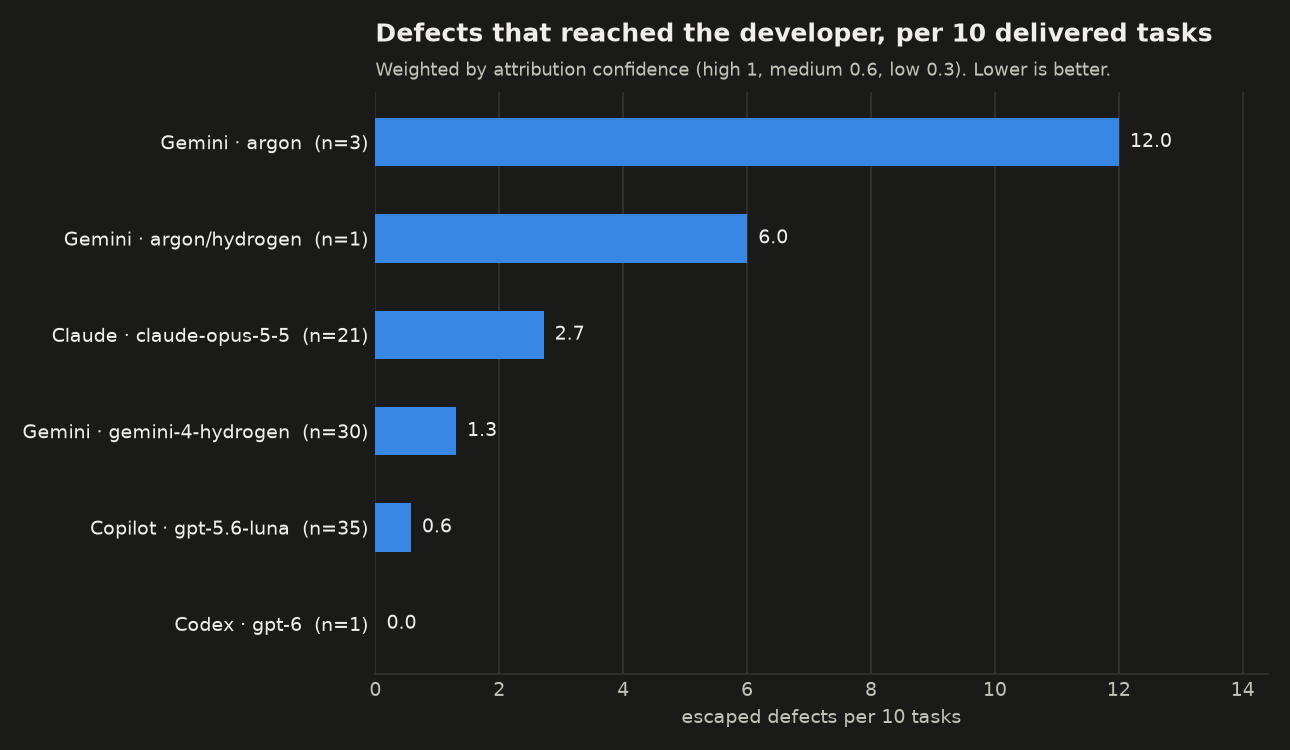 Defects that reached the developer, per 10 delivered tasks
Weighted by attribution confidence (high 1, medium 0.6, low 0.3). Lower is better.
Gemini · argon (n=3)
12.0
Gemini · argon/hydrogen (n=1)
6.0
Claude · claude-opus-5-5 (n=21)
2.7
Gemini · gemini-4-hydrogen (n=30)
1.3
Copilot · gpt-5.6-luna (n=35)
0.6
Codex · gpt-6 (n=1)
0.0
0 2 4 6 8 10 12 14
escaped defects per 10 tasks